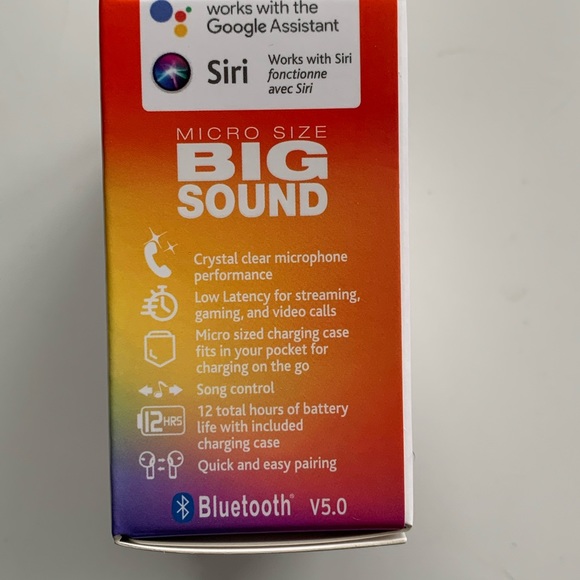 works with the
Google Assistant
Siri
Works with Siri
fonctionne
avec Siri
MICRO SIZE
BIG
SOUND
Crystal clear microphone
performance
Low Latency for streaming,
gaming, and video calls
Micro sized charging case
fits in your pocket for
charging on the go
Song control
12HRS
12 total hours of battery
life with included
charging case
Quick and easy pairing
Bluetooth® V5.0